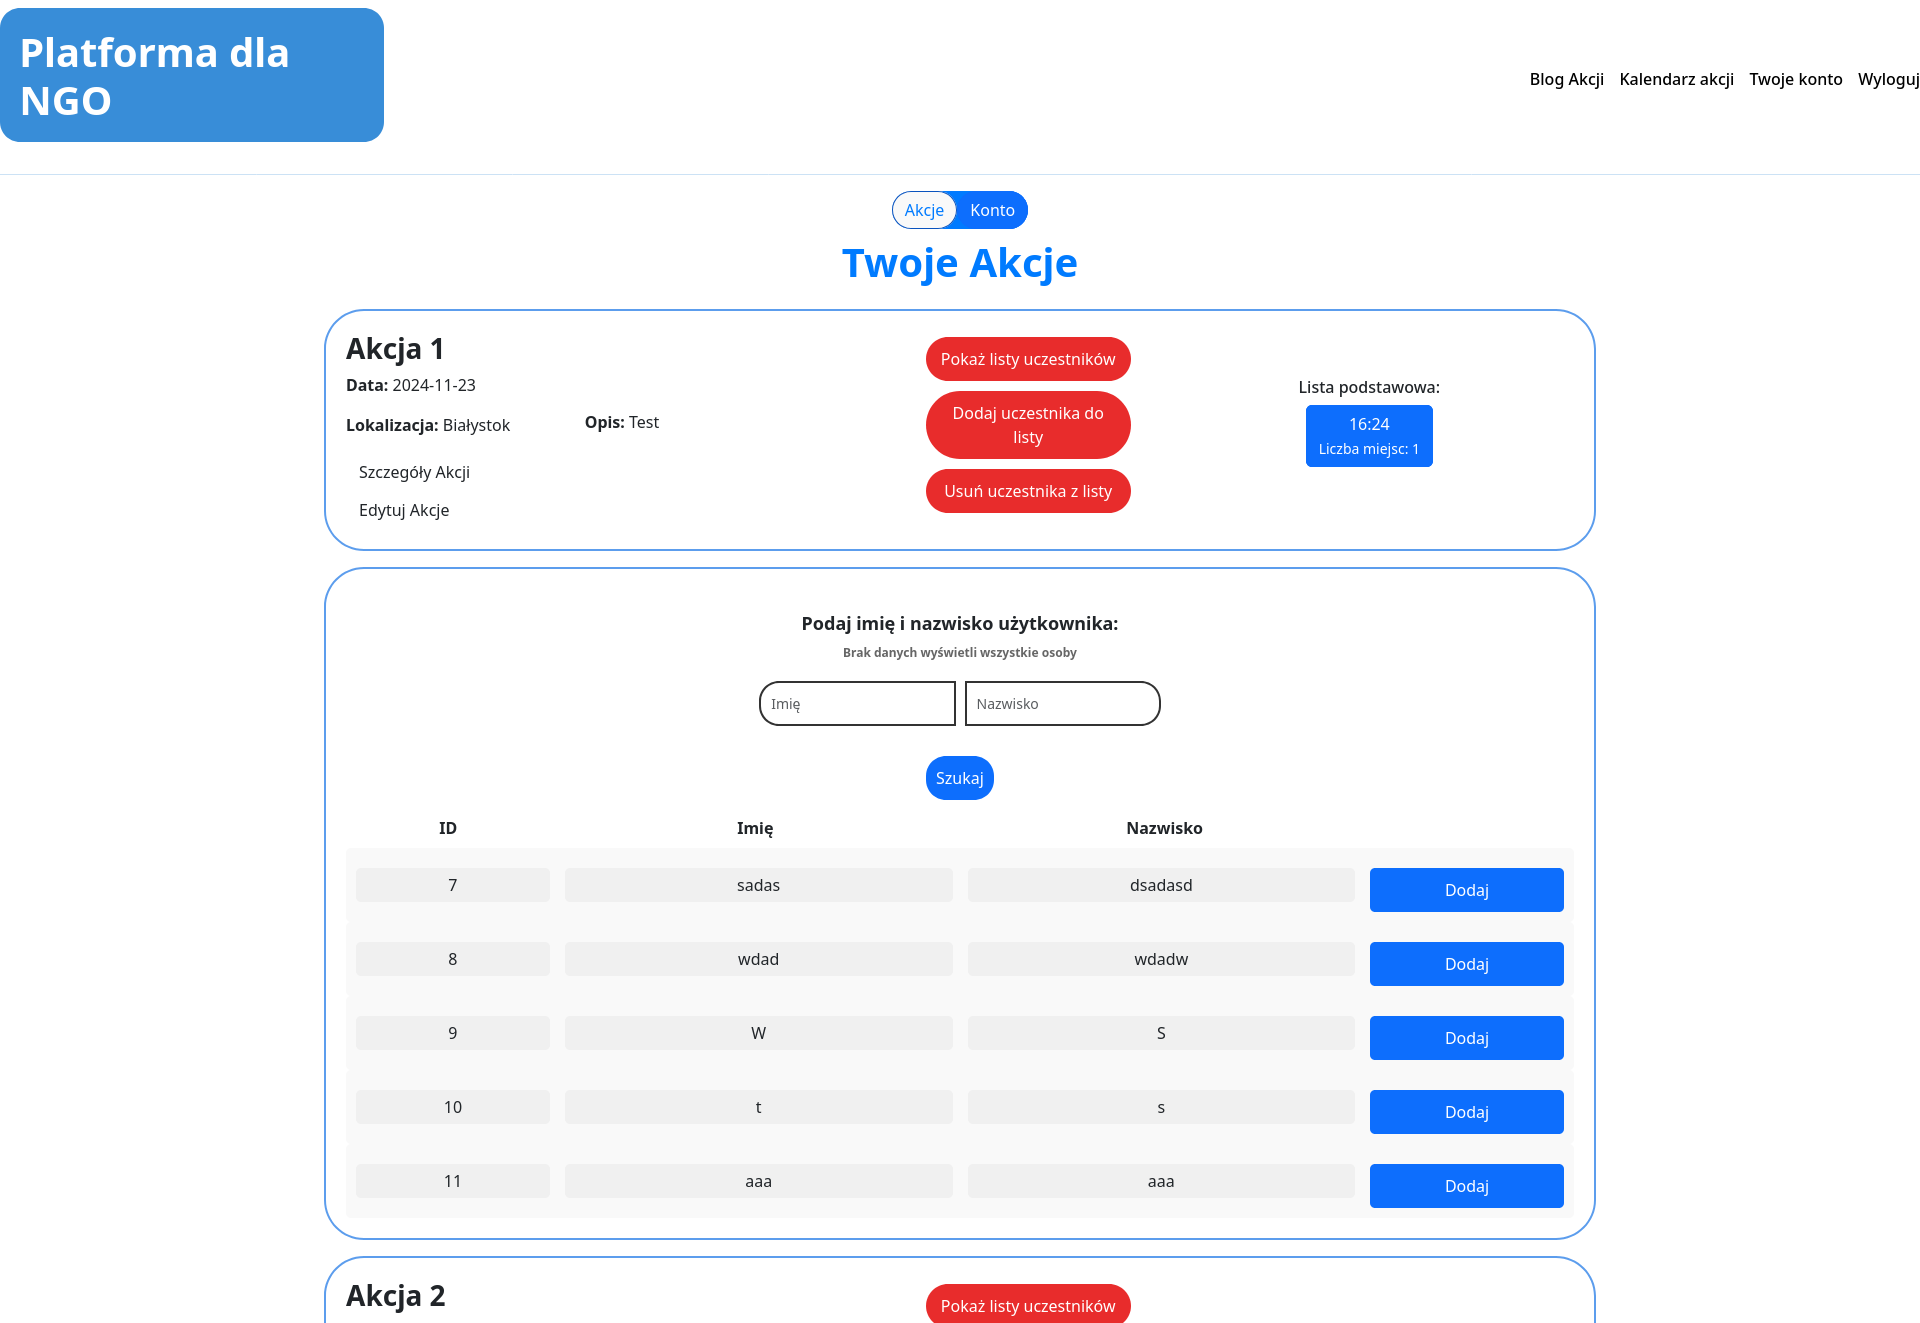 Platforma dla
NGO
Blog Akcji Kalendarz akcji Twoje konto Wyloguj
Akcje Konto
Twoje Akcje
Akcja 1
Data: 2024-11-23
Lokalizacja: Białystok
Szczegóły Akcji
Edytuj Akcje
Opis: Test
Pokaż listy uczestników
Dodaj uczestnika do
listy
Usuń uczestnika z listy
Lista podstawowa:
16:24
Liczba miejsc: 1
Podaj imię i nazwisko użytkownika:
Brak danych wyświetli wszystkie osoby
Imię Nazwisko
Szukaj
ID Imię Nazwisko
7 sadas dsadasd Dodaj
8 wdad wdadw Dodaj
9 W S Dodaj
10 t s Dodaj
11 aaa aaa Dodaj
Akcja 2
Pokaż listy uczestników